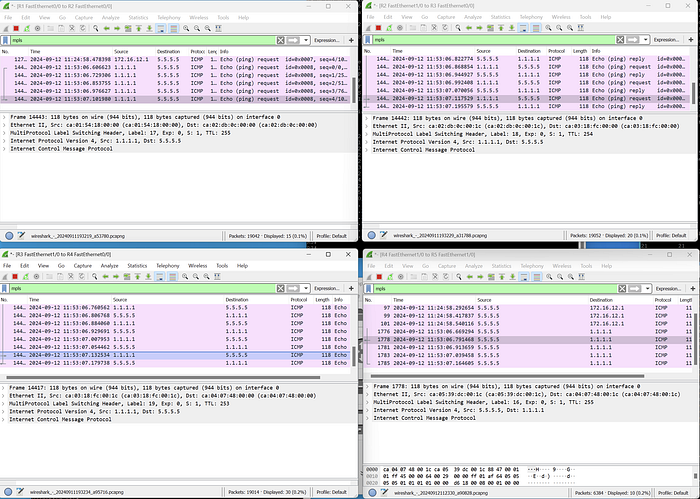 *- [R1 FastEthernet0/0 to R2 FastEthernet0/0]
File Edit View Go Capture Analyze Statistics Telephony Wireless Tools Help
mpls
Expression...
No. Time Source Destination Protocol L. Info
127… 2024-09-12 11:24:58.478398 172.16.12.1 5.5.5.5 ICMP 1… Echo (ping) request id=0x0007, seq=4/10…
144… 2024-09-12 11:53:06.606623 1.1.1.1 5.5.5.5 ICMP 1… Echo (ping) request id=0x0008, seq=0/0,…
144… 2024-09-12 11:53:06.729306 1.1.1.1 5.5.5.5 ICMP 1… Echo (ping) request id=0x0008, seq=1/25…
144… 2024-09-12 11:53:06.853755 1.1.1.1 5.5.5.5 ICMP 1… Echo (ping) request id=0x0008, seq=2/51…
144… 2024-09-12 11:53:06.976627 1.1.1.1 5.5.5.5 ICMP 1… Echo (ping) request id=0x0008, seq=3/76…
144… 2024-09-12 11:53:07.101980 1.1.1.1 5.5.5.5 ICMP 1… Echo (ping) request id=0x0008, seq=4/10…
Frame 14443: 118 bytes on wire (944 bits), 118 bytes captured (944 bits) on interface 0
Ethernet II, Src: ca:01:54:18:00:00 (ca:01:54:18:00:00), Dst: ca:02:db:0c:00:00 (ca:02:db:0c:00:00)
MultiProtocol Label Switching Header, Label: 17, Exp: 0, S: 1, TTL: 255
Internet Protocol Version 4, Src: 1.1.1.1, Dst: 5.5.5.5
Internet Control Message Protocol
wireshark_-_20240911193219_a53780.pcapng
Packets: 19042 · Displayed: 15 (0.1%)
Profile: Default
*- [R2 FastEthernet1/0 to R3 FastEthernet0/0]
File Edit View Go Capture Analyze Statistics Telephony Wireless Tools Help
mpls
Expression...
No. Time Source Destination Protocol Length Info
144… 2024-09-12 11:53:06.822774 5.5.5.5 1.1.1.1 ICMP 118 Echo (ping) reply id=0x000…
144… 2024-09-12 11:53:06.868854 1.1.1.1 5.5.5.5 ICMP 118 Echo (ping) request id=0x000…
144… 2024-09-12 11:53:06.944927 5.5.5.5 1.1.1.1 ICMP 118 Echo (ping) reply id=0x000…
144… 2024-09-12 11:53:06.992408 1.1.1.1 5.5.5.5 ICMP 118 Echo (ping) request id=0x000…
144… 2024-09-12 11:53:07.070056 5.5.5.5 1.1.1.1 ICMP 118 Echo (ping) reply id=0x000…
144… 2024-09-12 11:53:07.117529 1.1.1.1 5.5.5.5 ICMP 118 Echo (ping) request id=0x000…
144… 2024-09-12 11:53:07.195579 5.5.5.5 1.1.1.1 ICMP 118 Echo (ping) reply id=0x000…
Frame 14442: 118 bytes on wire (944 bits), 118 bytes captured (944 bits) on interface 0
Ethernet II, Src: ca:02:db:0c:00:1c (ca:02:db:0c:00:1c), Dst: ca:03:18:fc:00:00 (ca:03:18:fc:00:00)
MultiProtocol Label Switching Header, Label: 18, Exp: 0, S: 1, TTL: 254
Internet Protocol Version 4, Src: 1.1.1.1, Dst: 5.5.5.5
Internet Control Message Protocol
wireshark_-_20240911193229_a31788.pcapng
Packets: 19052 · Displayed: 20 (0.1%)
Profile: Default
*- [R3 FastEthernet1/0 to R4 FastEthernet0/0]
File Edit View Go Capture Analyze Statistics Telephony Wireless Tools Help
mpls
Expression...
No. Time Source Destination Protocol Length Info
144… 2024-09-12 11:53:06.760562 1.1.1.1 5.5.5.5 ICMP 118 Echo
144… 2024-09-12 11:53:06.806768 5.5.5.5 1.1.1.1 ICMP 118 Echo
144… 2024-09-12 11:53:06.884060 1.1.1.1 5.5.5.5 ICMP 118 Echo
144… 2024-09-12 11:53:06.929691 5.5.5.5 1.1.1.1 ICMP 118 Echo
144… 2024-09-12 11:53:07.007953 1.1.1.1 5.5.5.5 ICMP 118 Echo
144… 2024-09-12 11:53:07.054462 5.5.5.5 1.1.1.1 ICMP 118 Echo
144… 2024-09-12 11:53:07.132534 1.1.1.1 5.5.5.5 ICMP 118 Echo
144… 2024-09-12 11:53:07.179738 5.5.5.5 1.1.1.1 ICMP 118 Echo
Frame 14417: 118 bytes on wire (944 bits), 118 bytes captured (944 bits) on interface 0
Ethernet II, Src: ca:03:18:fc:00:1c (ca:03:18:fc:00:1c), Dst: ca:04:07:48:00:00 (ca:04:07:48:00:00)
MultiProtocol Label Switching Header, Label: 19, Exp: 0, S: 1, TTL: 253
Internet Protocol Version 4, Src: 1.1.1.1, Dst: 5.5.5.5
Internet Control Message Protocol
wireshark_-_20240911193234_a95716.pcapng
Packets: 19014 · Displayed: 30 (0.2%)
Profile: Default
*- [R4 FastEthernet1/0 to R5 FastEthernet0/0]
File Edit View Go Capture Analyze Statistics Telephony Wireless Tools Help
mpls
Expression...
No. Time Source Destination Protocol Length
97 2024-09-12 11:24:58.292654 5.5.5.5 172.16.12.1 ICMP 11
99 2024-09-12 11:24:58.417837 5.5.5.5 172.16.12.1 ICMP 11
101 2024-09-12 11:24:58.540116 5.5.5.5 172.16.12.1 ICMP 11
1776 2024-09-12 11:53:06.669294 5.5.5.5 1.1.1.1 ICMP 11
1778 2024-09-12 11:53:06.791468 5.5.5.5 1.1.1.1 ICMP 11
1781 2024-09-12 11:53:06.913659 5.5.5.5 1.1.1.1 ICMP 11
1783 2024-09-12 11:53:07.039458 5.5.5.5 1.1.1.1 ICMP 11
1785 2024-09-12 11:53:07.164605 5.5.5.5 1.1.1.1 ICMP 11
Frame 1778: 118 bytes on wire (944 bits), 118 bytes captured (944 bits) on interface 0
Ethernet II, Src: ca:05:39:dc:00:1c (ca:05:39:dc:00:1c), Dst: ca:04:07:48:00:1c (ca:04:07:48:00:1c)
MultiProtocol Label Switching Header, Label: 16, Exp: 0, S: 1, TTL: 255
Internet Protocol Version 4, Src: 5.5.5.5, Dst: 1.1.1.1
Internet Control Message Protocol
0000 ca 04 07 48 00 1c ca 05 39 dc 00 1c 88 47 00 01
0010 01 ff 45 00 00 64 00 29 00 00 ff 01 af 64 05 05
wireshark_-_20240912112330_a90828.pcapng
Packets: 6384 · Displayed: 10 (0.2%)
Profile: Default